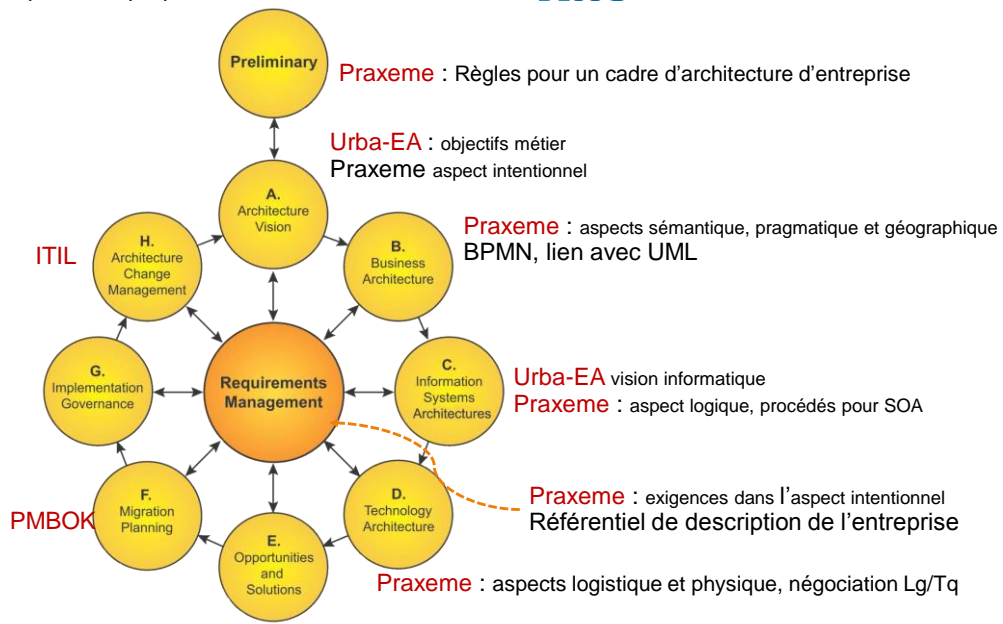 Preliminary
Praxeme : Règles pour un cadre d'architecture d'entreprise
Urba-EA : objectifs métier
Praxeme aspect intentionnel
A.
Architecture
Vision
Praxeme : aspects sémantique, pragmatique et géographique
BPMN, lien avec UML
B.
Business
Architecture
H.
Architecture
Change
Management
ITIL
Urba-EA vision informatique
Praxeme : aspect logique, procédés pour SOA
C.
Information
Systems
Architectures
Requirements
Management
G.
Implementation
Governance
Praxeme : exigences dans l'aspect intentionnel
Référentiel de description de l'entreprise
D.
Technology
Architecture
F.
Migration
Planning
PMBOK
E.
Opportunities
and
Solutions
Praxeme : aspects logistique et physique, négociation Lg/Tq